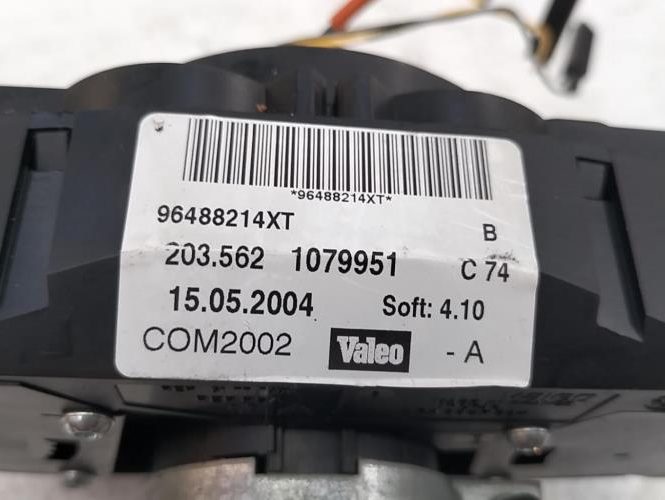 *96488214XT*
96488214XT B
203.562 1079951 C 74
15.05.2004 Soft: 4.10
COM2002 Valeo - A